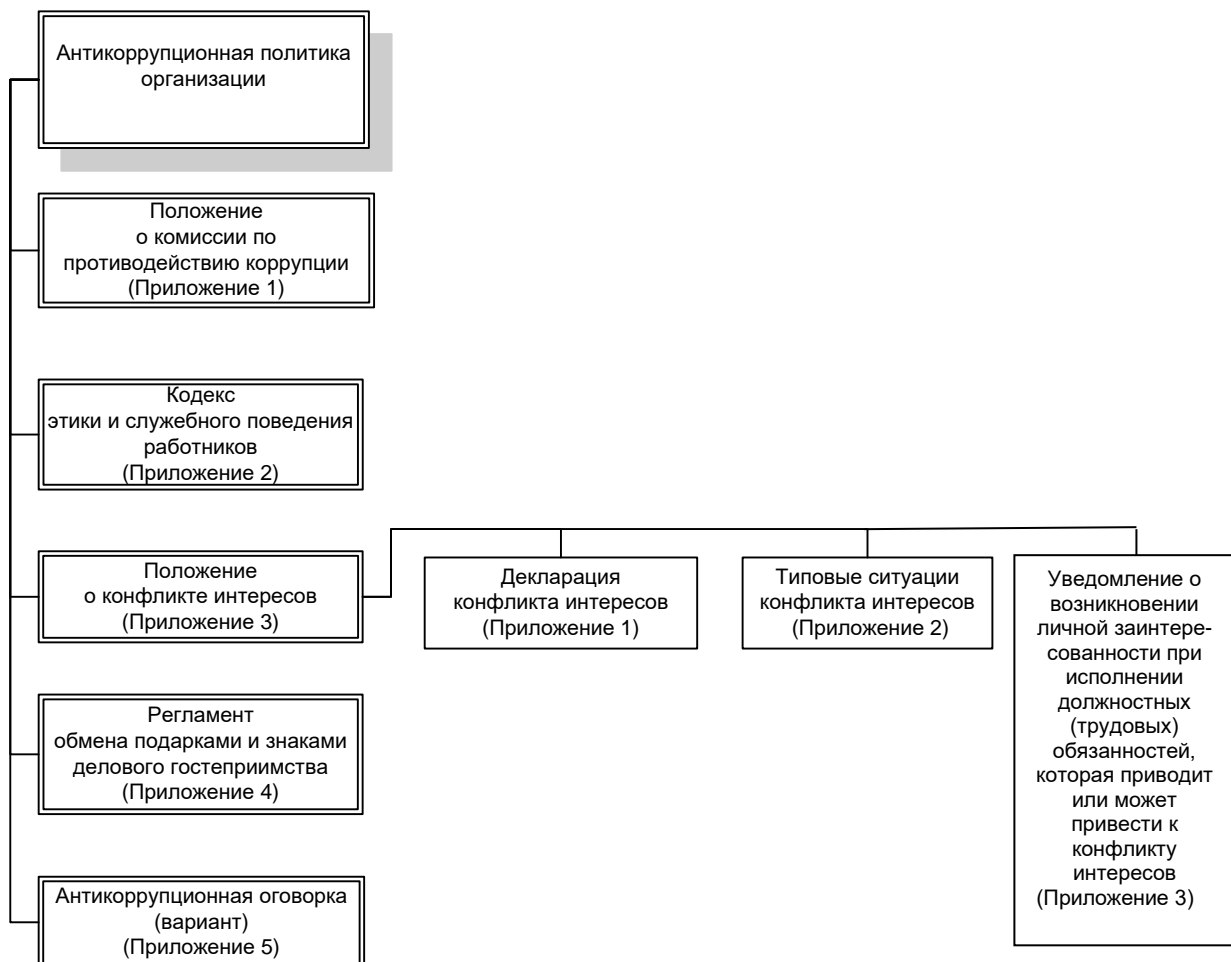 Антикоррупционная политика
организации
Положение
о комиссии по
противодействию коррупции
(Приложение 1)
Кодекс
этики и служебного поведения
работников
(Приложение 2)
Положение
о конфликте интересов
(Приложение 3)
Декларация
конфликта интересов
(Приложение 1)
Типовые ситуации
конфликта интересов
(Приложение 2)
Уведомление о
возникновении
личной заинтере-
сованности при
исполнении
должностных
(трудовых)
обязанностей,
которая приводит
или может
привести к
конфликту
интересов
(Приложение 3)
Регламент
обмена подарками и знаками
делового гостеприимства
(Приложение 4)
Антикоррупционная оговорка
(вариант)
(Приложение 5)